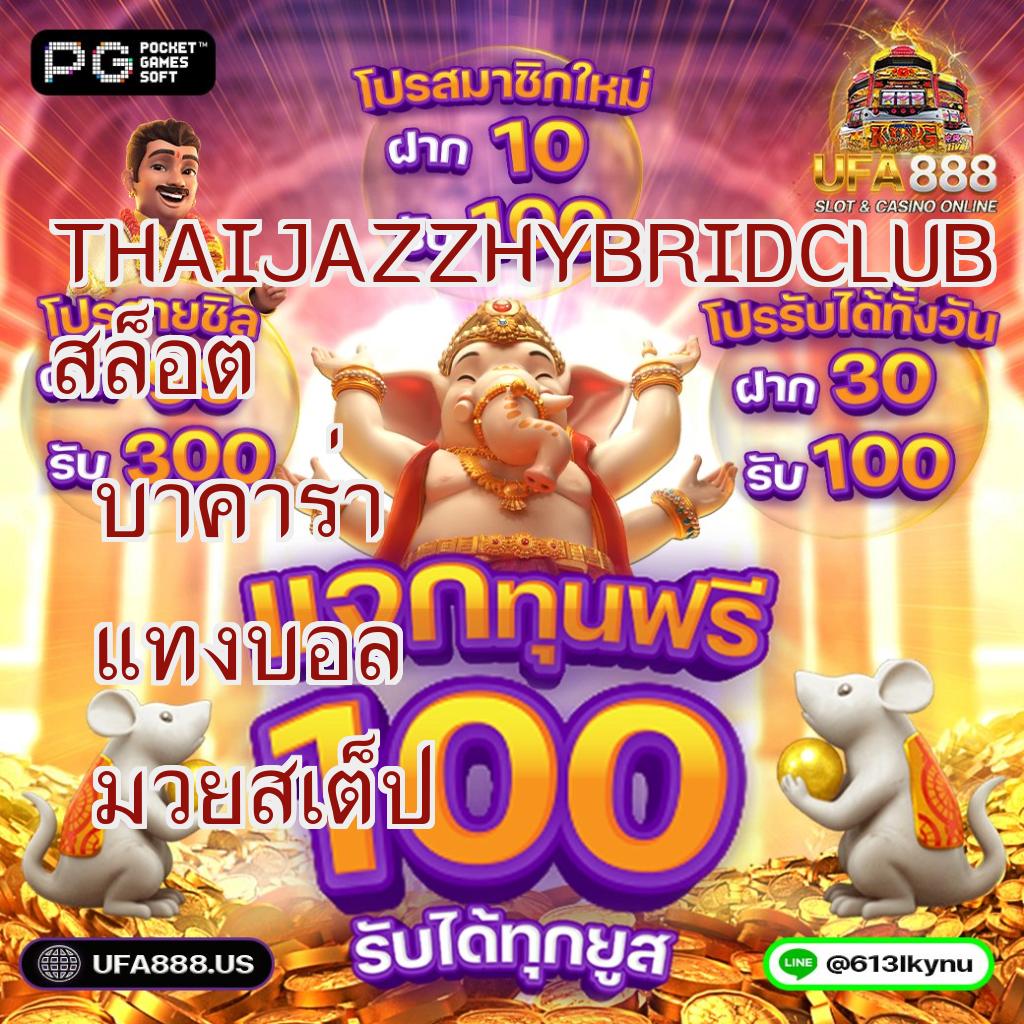 PG POCKET GAMES SOFT™
โปรสมาชิกใหม่
ฝาก 10
รับ 100
UFA888
SLOT & CASINO ONLINE
THAIJAZZHYBRIDCLUB
สล็อต
บาคาร่า
แทงบอล
มวยสเต็ป
รับ 300
โปรรับได้ทั้งวัน
ฝาก 30
รับ 100
แจกทุนฟรี
100
รับได้ทุกยูส
UFA888.US
LINE @613lkynu